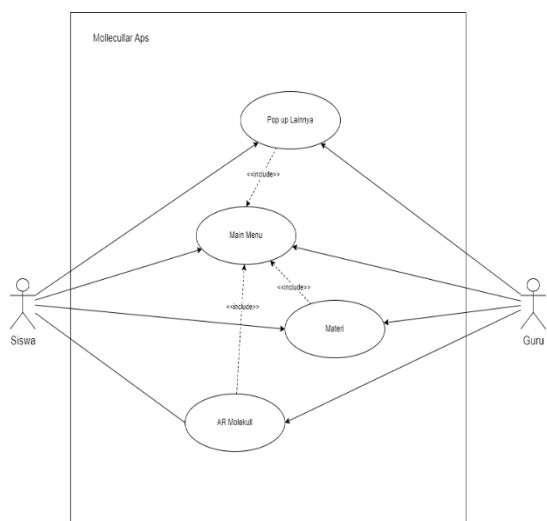 Mollecullar Aps
Pop up Lainnya
<<include>>
Main Menu
<<include>>
<<include>>
Materi
Siswa
Guru
AR Molekull